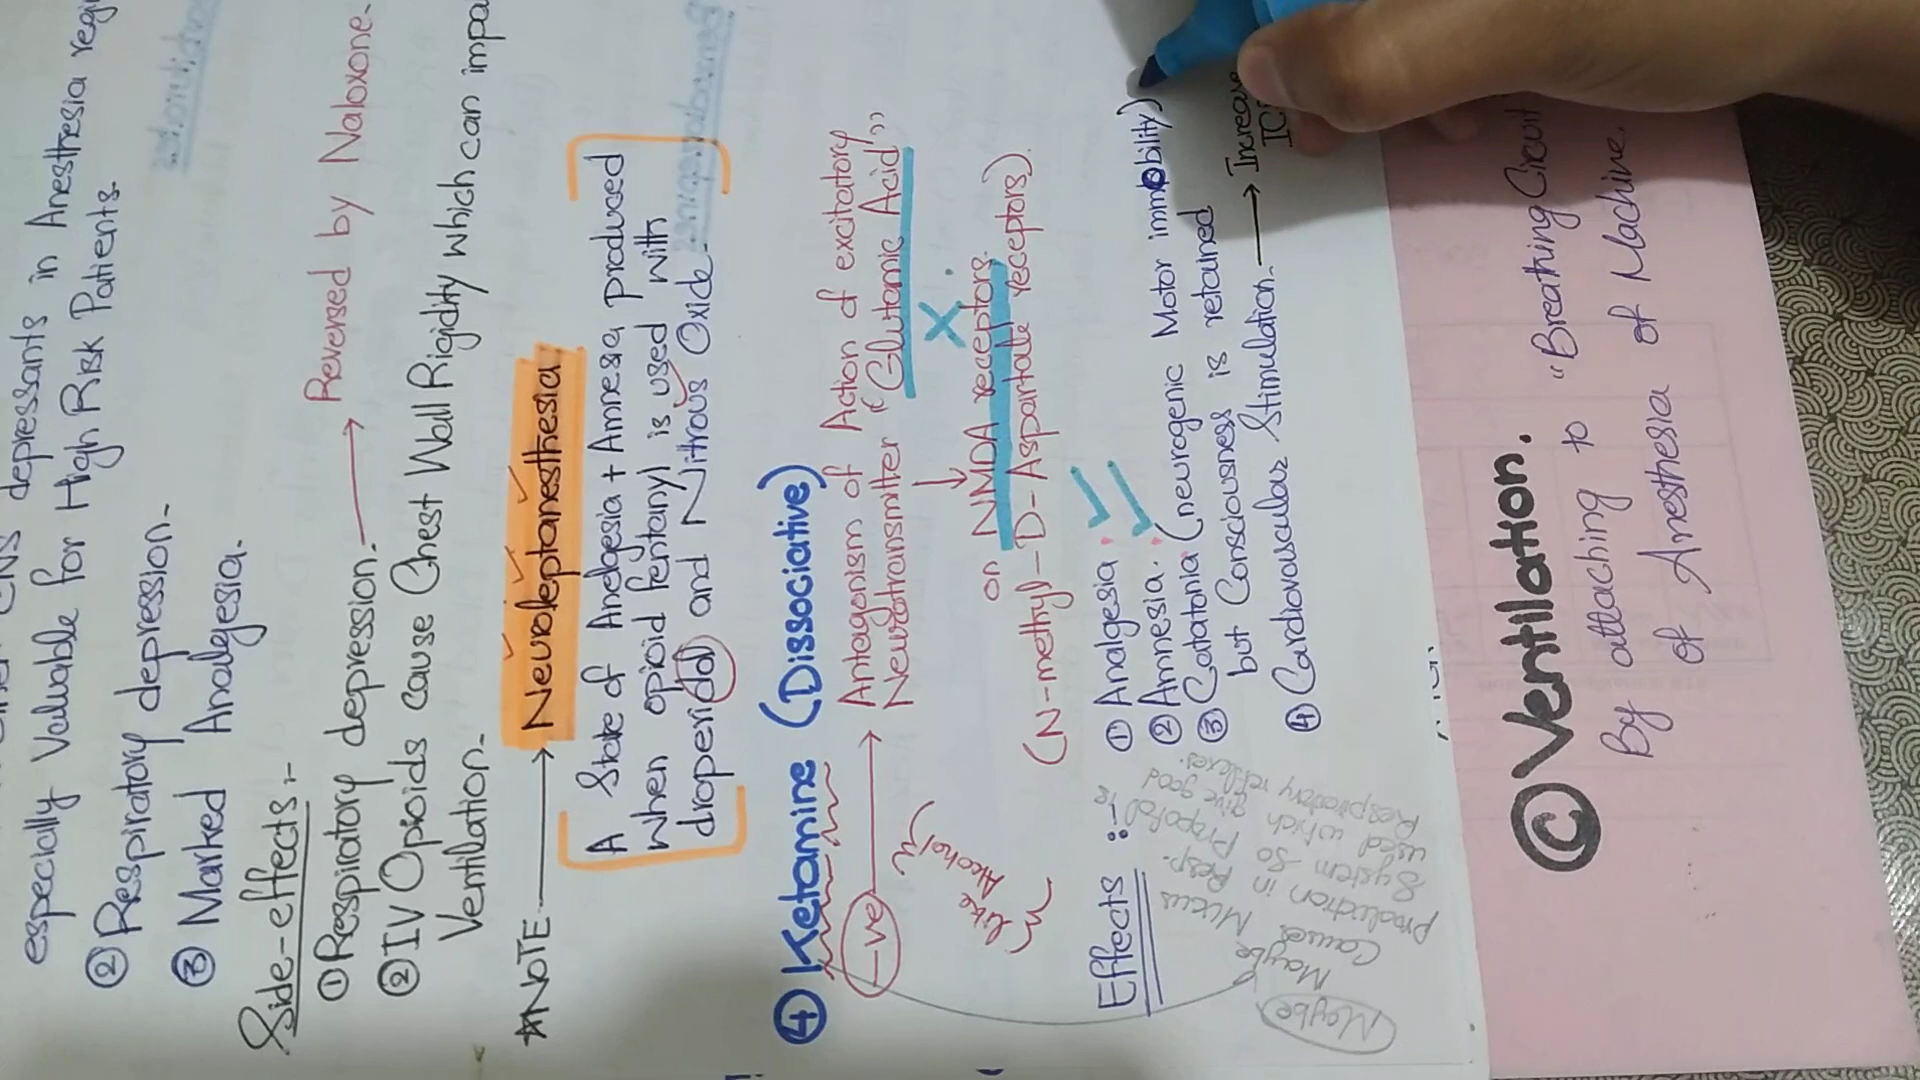 depressants in Anesthesia
especially Valuable for High Risk Patients.
② Respiratory depression.
③ Marked Analgesia.
Side-effects :-
① Respiratory depression. → Reversed by Naloxone.
② IV Opioids cause Chest Wall Rigidity which can
Ventilation.
*NOTE → Neuroleptanesthesia
A State of Analgesia + Amnesia produced
when opioid fentanyl is used with
droperidol and Nitrous Oxide
④ Ketamine (Dissociative)
-ve → Antagonism of Action of excitatory
Neurotransmitter "Glutamic Acid"
like Alcohol
X
on NMDA receptors.
(N-methyl-D-Aspartate receptors).
Effects :-
① Analgesia.
② Amnesia.
③ Catatonia (neurogenic Motor immobility)
but Consciousness is retained
④ Cardiovascular Stimulation. → Increase
Maybe
Maybe
Cause Mucus
production in Resp.
System so Propofol is
used which give good
Respiratory reflexes.
Ⓒ Ventillation.
By attaching to "Breathing Circuit
of Anesthesia of Machine.